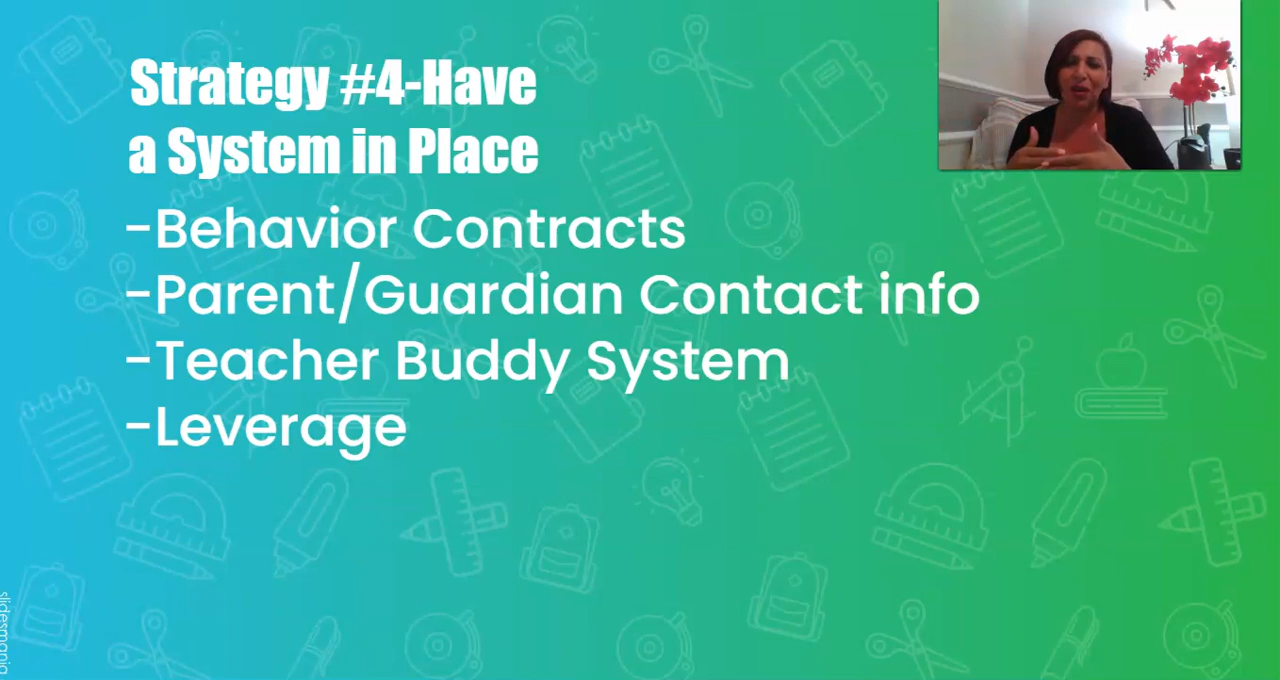 Strategy #4-Have
a System in Place
-Behavior Contracts
-Parent/Guardian Contact info
-Teacher Buddy System
-Leverage
slidesmania